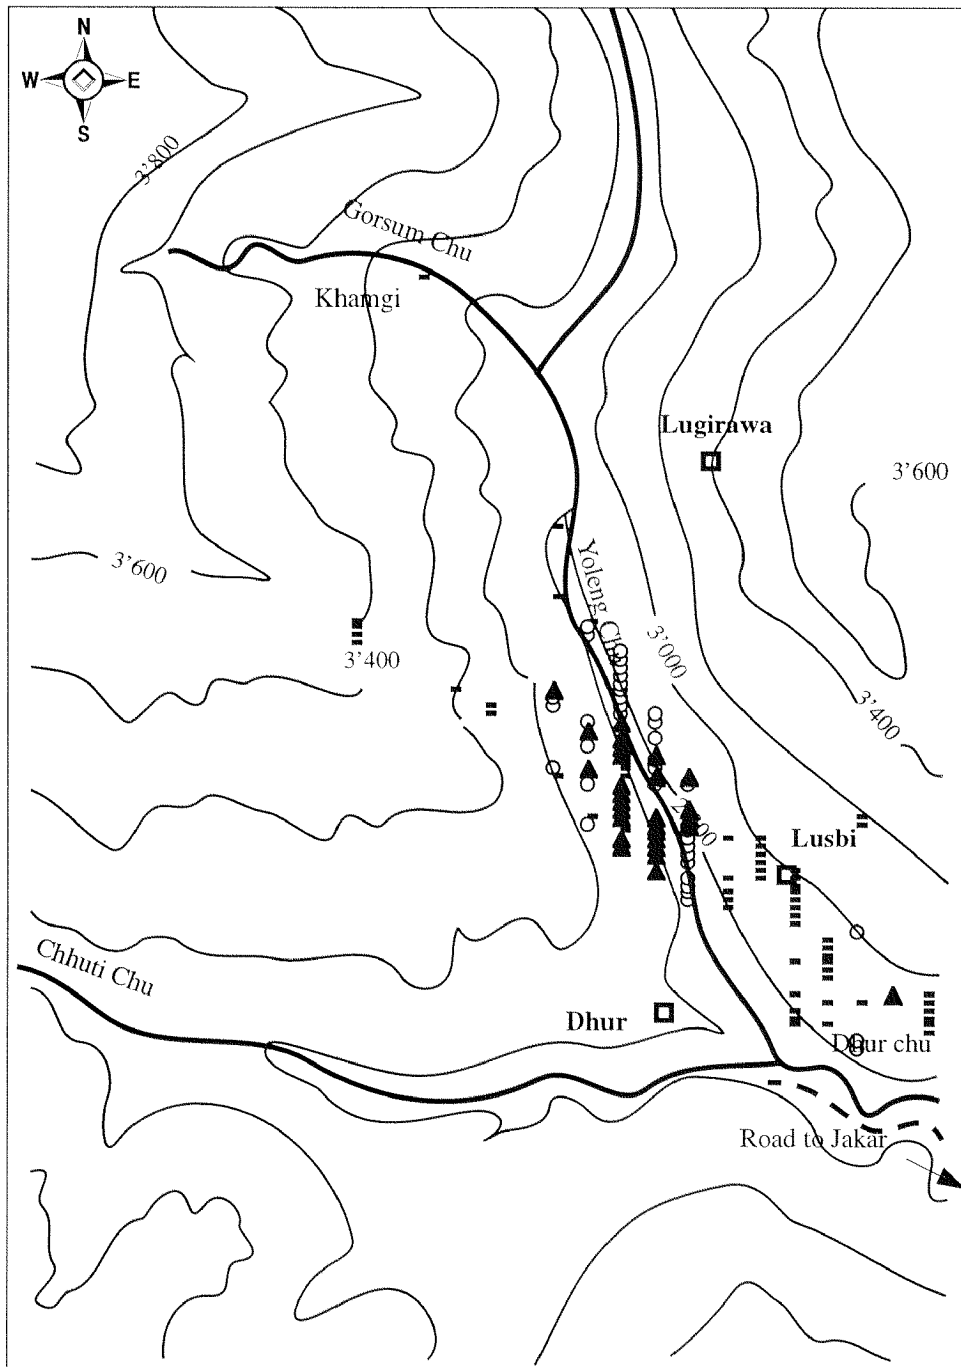 N
W E
S
3'800
Gorsum Chu
Khamgi
Lugirawa
3'600
Yoleng Chu
3'600
3'000
3'400
3'400
Lusbi
Chhuti Chu
Dhur
Dhur chu
Road to Jakar